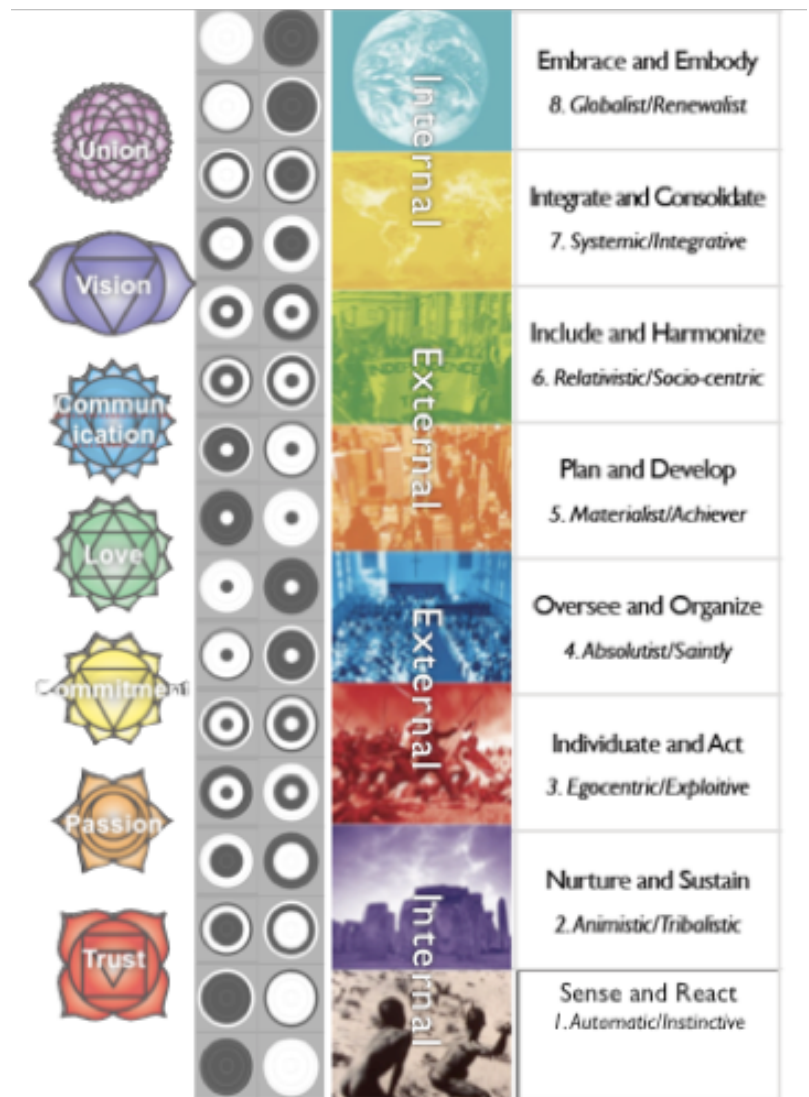 Union
Vision
Commun-
ication
Love
Commitment
Passion
Trust
Internal
External
External
Internal
INDEPENDENCE
Embrace and Embody
8. Globalist/Renewalist
Integrate and Consolidate
7. Systemic/Integrative
Include and Harmonize
6. Relativistic/Socio-centric
Plan and Develop
5. Materialist/Achiever
Oversee and Organize
4. Absolutist/Saintly
Individuate and Act
3. Egocentric/Exploitive
Nurture and Sustain
2. Animistic/Tribalistic
Sense and React
1. Automatic/Instinctive